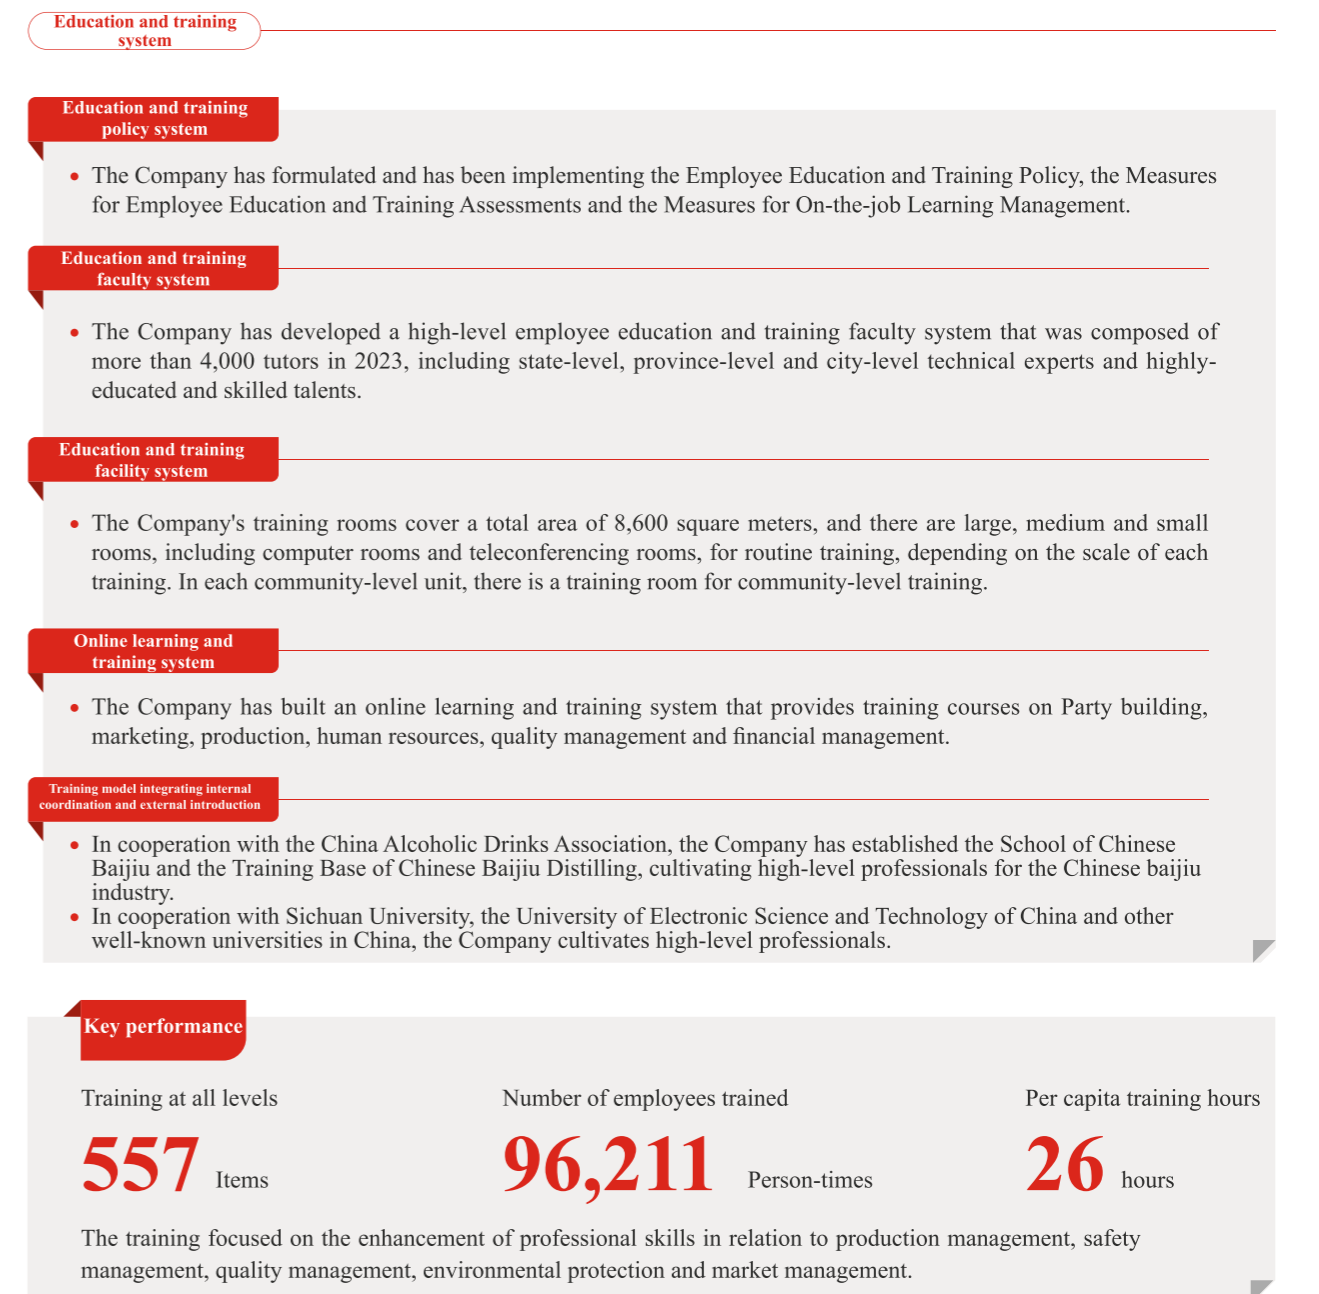 Education and training
system
Education and training
policy system
• The Company has formulated and has been implementing the Employee Education and Training Policy, the Measures
for Employee Education and Training Assessments and the Measures for On-the-job Learning Management.
Education and training
faculty system
• The Company has developed a high-level employee education and training faculty system that was composed of
more than 4,000 tutors in 2023, including state-level, province-level and city-level technical experts and highly-
educated and skilled talents.
Education and training
facility system
• The Company's training rooms cover a total area of 8,600 square meters, and there are large, medium and small
rooms, including computer rooms and teleconferencing rooms, for routine training, depending on the scale of each
training. In each community-level unit, there is a training room for community-level training.
Online learning and
training system
• The Company has built an online learning and training system that provides training courses on Party building,
marketing, production, human resources, quality management and financial management.
Training model integrating internal
coordination and external introduction
• In cooperation with the China Alcoholic Drinks Association, the Company has established the School of Chinese
Baijiu and the Training Base of Chinese Baijiu Distilling, cultivating high-level professionals for the Chinese baijiu
industry.
• In cooperation with Sichuan University, the University of Electronic Science and Technology of China and other
well-known universities in China, the Company cultivates high-level professionals.
Key performance
Training at all levels
557 Items
Number of employees trained
96,211 Person-times
Per capita training hours
26 hours
The training focused on the enhancement of professional skills in relation to production management, safety
management, quality management, environmental protection and market management.